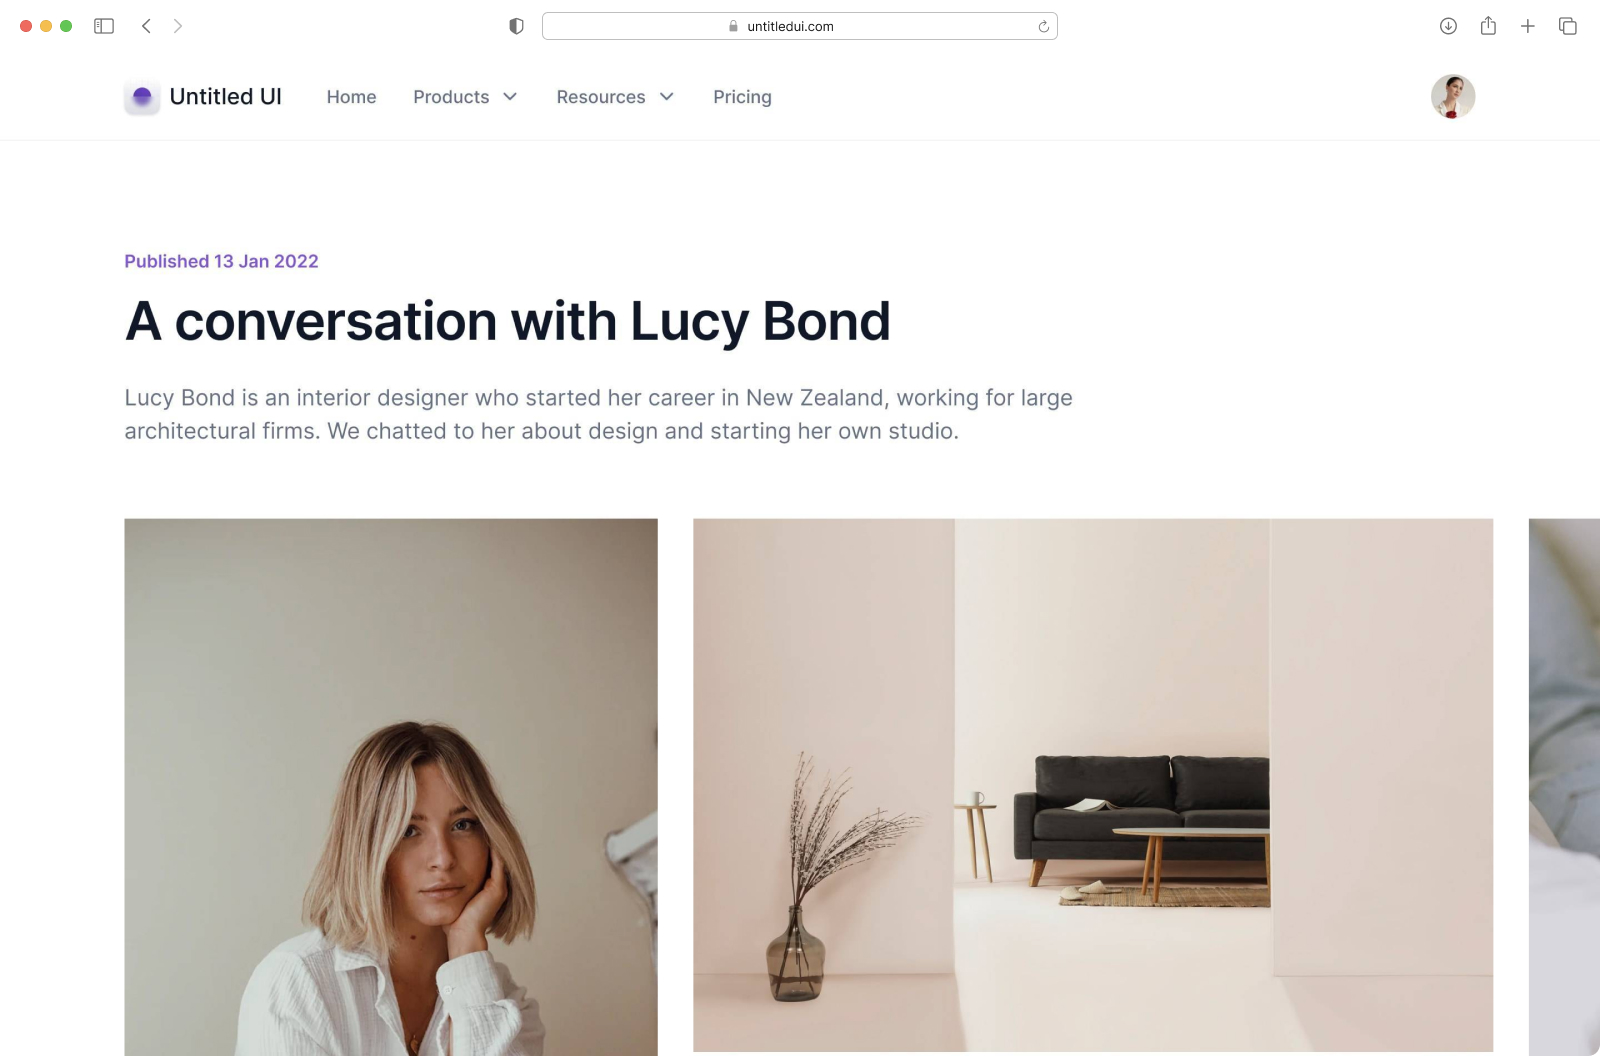 untitledui.com
Untitled UI Home Products Resources Pricing
Published 13 Jan 2022
A conversation with Lucy Bond
Lucy Bond is an interior designer who started her career in New Zealand, working for large
architectural firms. We chatted to her about design and starting her own studio.